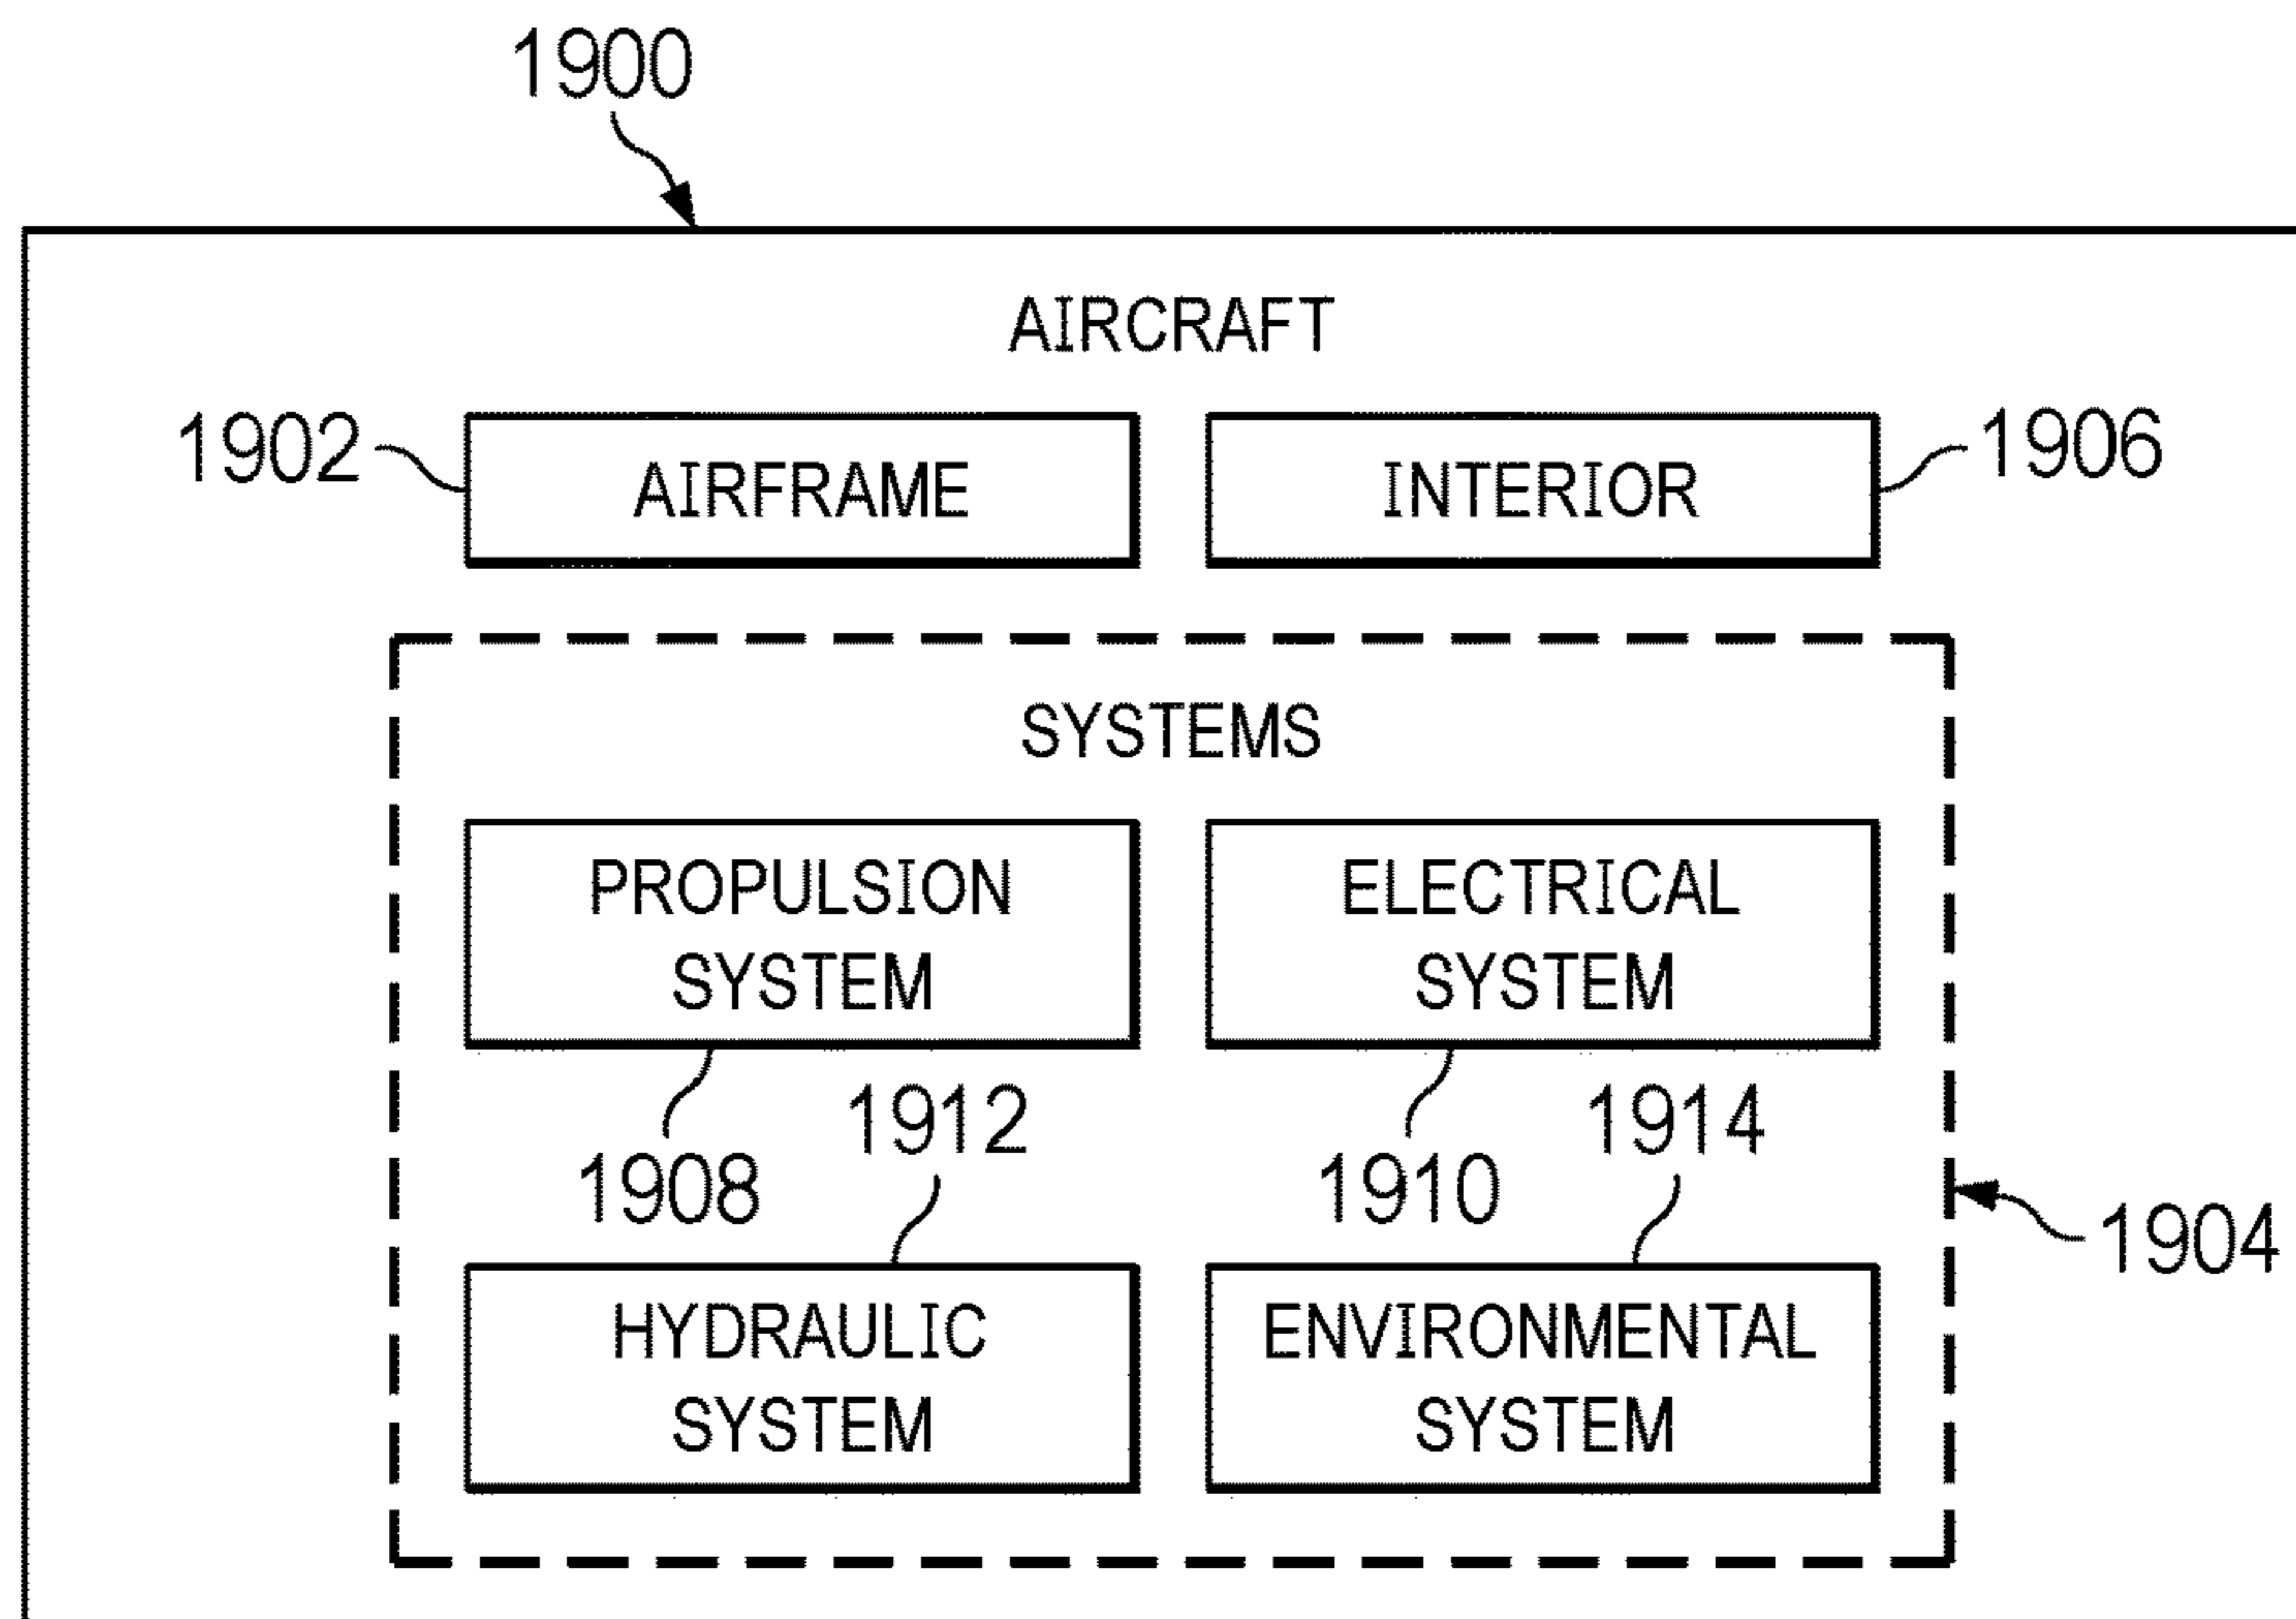 1900
AIRCRAFT
1902
AIRFRAME
INTERIOR
1906
SYSTEMS
PROPULSION
SYSTEM
ELECTRICAL
SYSTEM
1908
1912
1910
1914
1904
HYDRAULIC
SYSTEM
ENVIRONMENTAL
SYSTEM